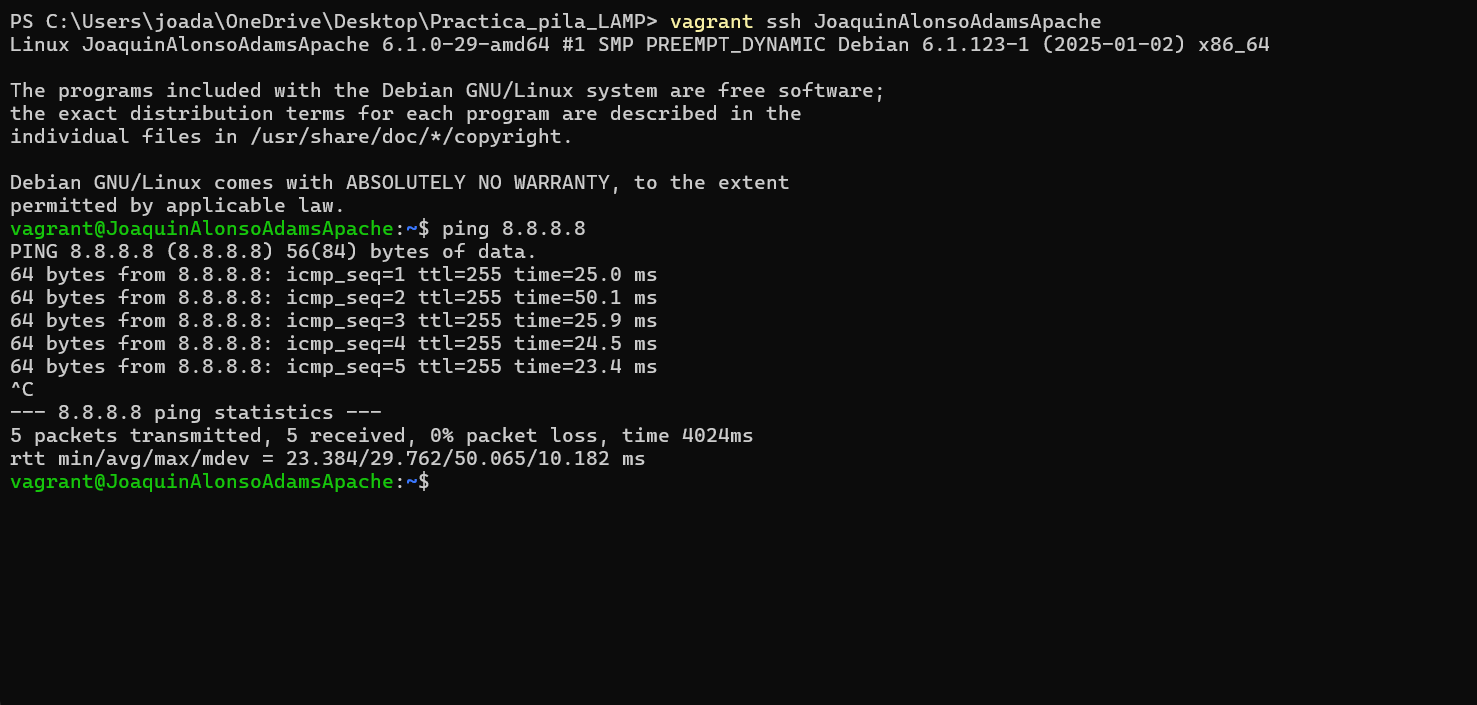 PS C:\Users\joada\OneDrive\Desktop\Practica_pila_LAMP> vagrant ssh JoaquinAlonsoAdamsApache
Linux JoaquinAlonsoAdamsApache 6.1.0-29-amd64 #1 SMP PREEMPT_DYNAMIC Debian 6.1.123-1 (2025-01-02) x86_64

The programs included with the Debian GNU/Linux system are free software;
the exact distribution terms for each program are described in the
individual files in /usr/share/doc/*/copyright.

Debian GNU/Linux comes with ABSOLUTELY NO WARRANTY, to the extent
permitted by applicable law.
vagrant@JoaquinAlonsoAdamsApache:~$ ping 8.8.8.8
PING 8.8.8.8 (8.8.8.8) 56(84) bytes of data.
64 bytes from 8.8.8.8: icmp_seq=1 ttl=255 time=25.0 ms
64 bytes from 8.8.8.8: icmp_seq=2 ttl=255 time=50.1 ms
64 bytes from 8.8.8.8: icmp_seq=3 ttl=255 time=25.9 ms
64 bytes from 8.8.8.8: icmp_seq=4 ttl=255 time=24.5 ms
64 bytes from 8.8.8.8: icmp_seq=5 ttl=255 time=23.4 ms
^C
--- 8.8.8.8 ping statistics ---
5 packets transmitted, 5 received, 0% packet loss, time 4024ms
rtt min/avg/max/mdev = 23.384/29.762/50.065/10.182 ms
vagrant@JoaquinAlonsoAdamsApache:~$